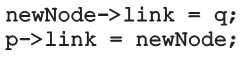 newNode->link = q;
p->link = newNode;